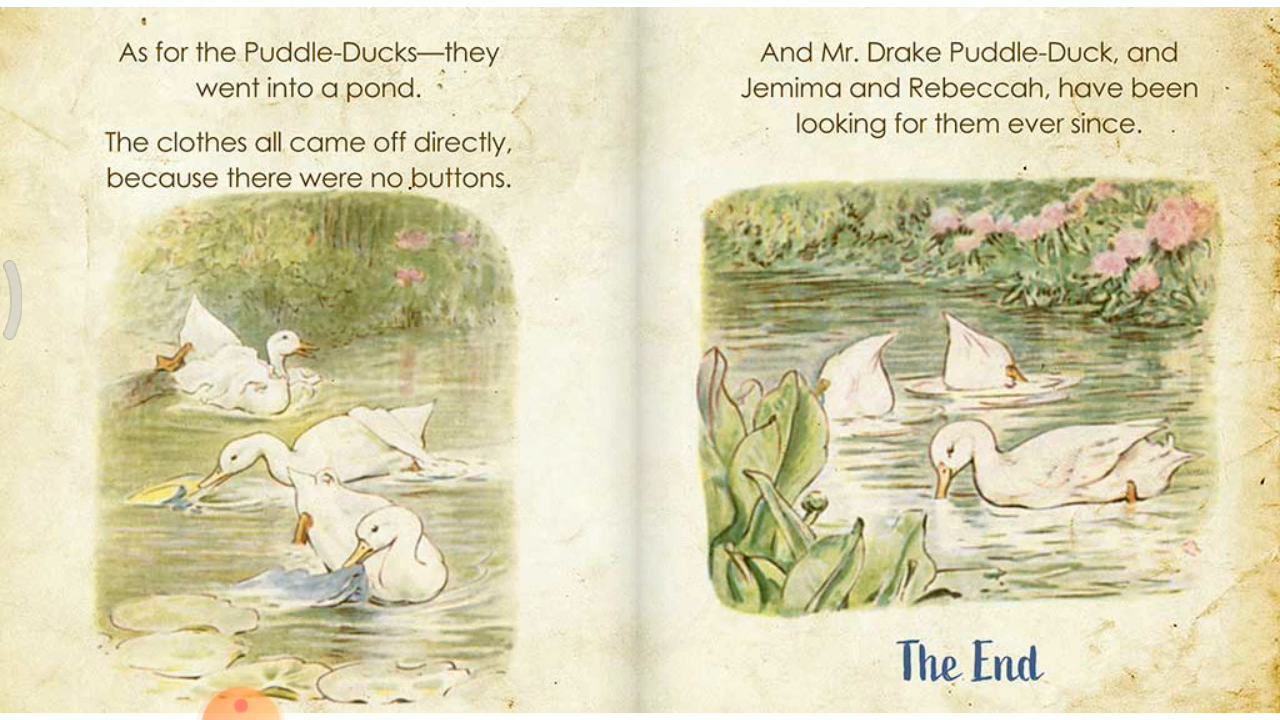 As for the Puddle-Ducks—they
went into a pond.
The clothes all came off directly,
because there were no buttons.
And Mr. Drake Puddle-Duck, and
Jemima and Rebeccah, have been
looking for them ever since.
The End